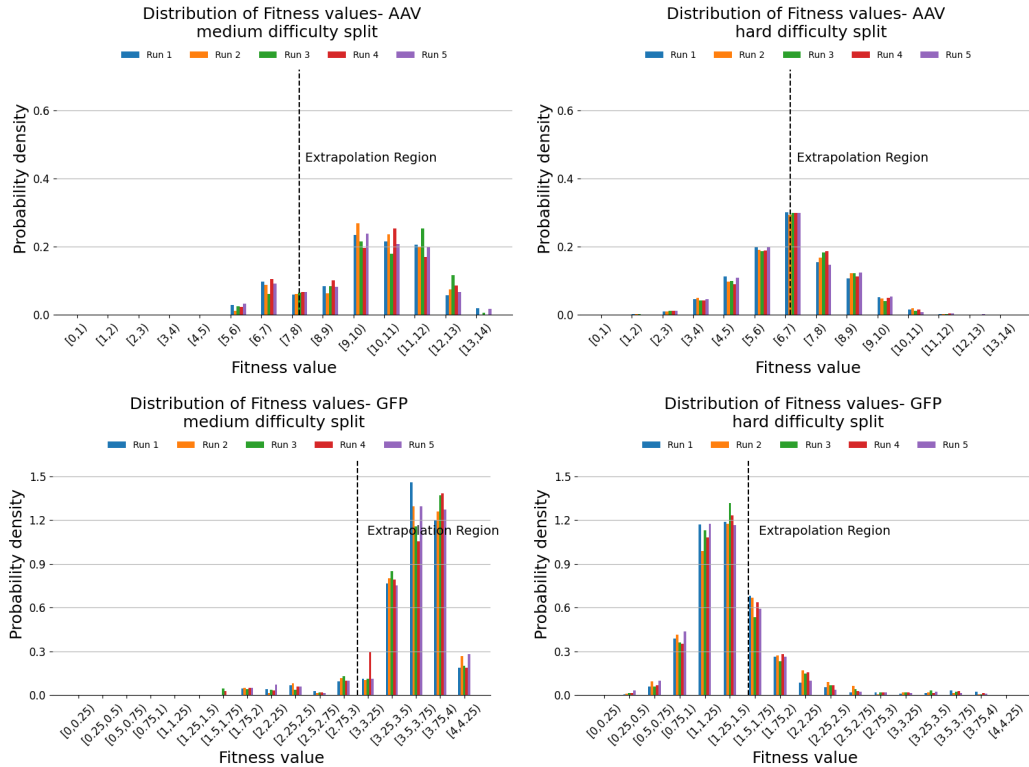 Distribution of Fitness values- AAV
medium difficulty split
Run 1 Run 2 Run 3 Run 4 Run 5
Probability density
0.6
0.4
0.2
0.0
Extrapolation Region
[0,1) [1,2) [2,3) [3,4) [4,5) [5,6) [6,7) [7,8) [8,9) [9,10) [10,11) [11,12) [12,13) [13,14)
Fitness value
Distribution of Fitness values- AAV
hard difficulty split
Run 1 Run 2 Run 3 Run 4 Run 5
Probability density
0.6
0.4
0.2
0.0
Extrapolation Region
[0,1) [1,2) [2,3) [3,4) [4,5) [5,6) [6,7) [7,8) [8,9) [9,10) [10,11) [11,12) [12,13) [13,14)
Fitness value
Distribution of Fitness values- GFP
medium difficulty split
Run 1 Run 2 Run 3 Run 4 Run 5
Probability density
1.5
1.2
0.9
0.6
0.3
0.0
Extrapolation Region
[0,0.25) [0.25,0.5) [0.5,0.75) [0.75,1) [1,1.25) [1.25,1.5) [1.5,1.75) [1.75,2) [2,2.25) [2.25,2.5) [2.5,2.75) [2.75,3) [3,3.25) [3.25,3.5) [3.5,3.75) [3.75,4) [4,4.25)
Fitness value
Distribution of Fitness values- GFP
hard difficulty split
Run 1 Run 2 Run 3 Run 4 Run 5
Probability density
1.5
1.2
0.9
0.6
0.3
0.0
Extrapolation Region
[0,0.25) [0.25,0.5) [0.5,0.75) [0.75,1) [1,1.25) [1.25,1.5) [1.5,1.75) [1.75,2) [2,2.25) [2.25,2.5) [2.5,2.75) [2.75,3) [3,3.25) [3.25,3.5) [3.5,3.75) [3.75,4) [4,4.25)
Fitness value